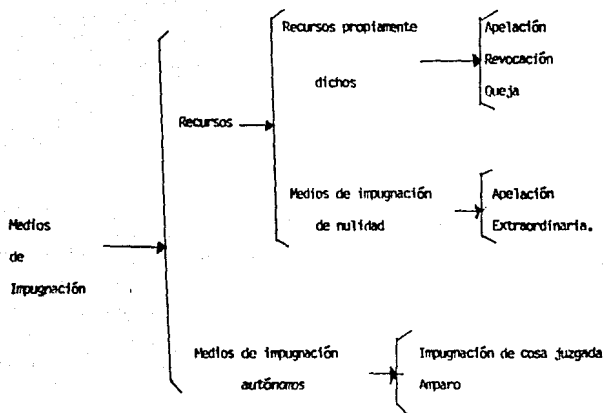 Medios
de
Impugnación
Recursos
Recursos propiamente
dichos
Apelación
Revocación
Queja
Medios de impugnación
de nulidad
Apelación
Extraordinaria.
Medios de impugnación
autónomos
Impugnación de cosa juzgada
Amparo